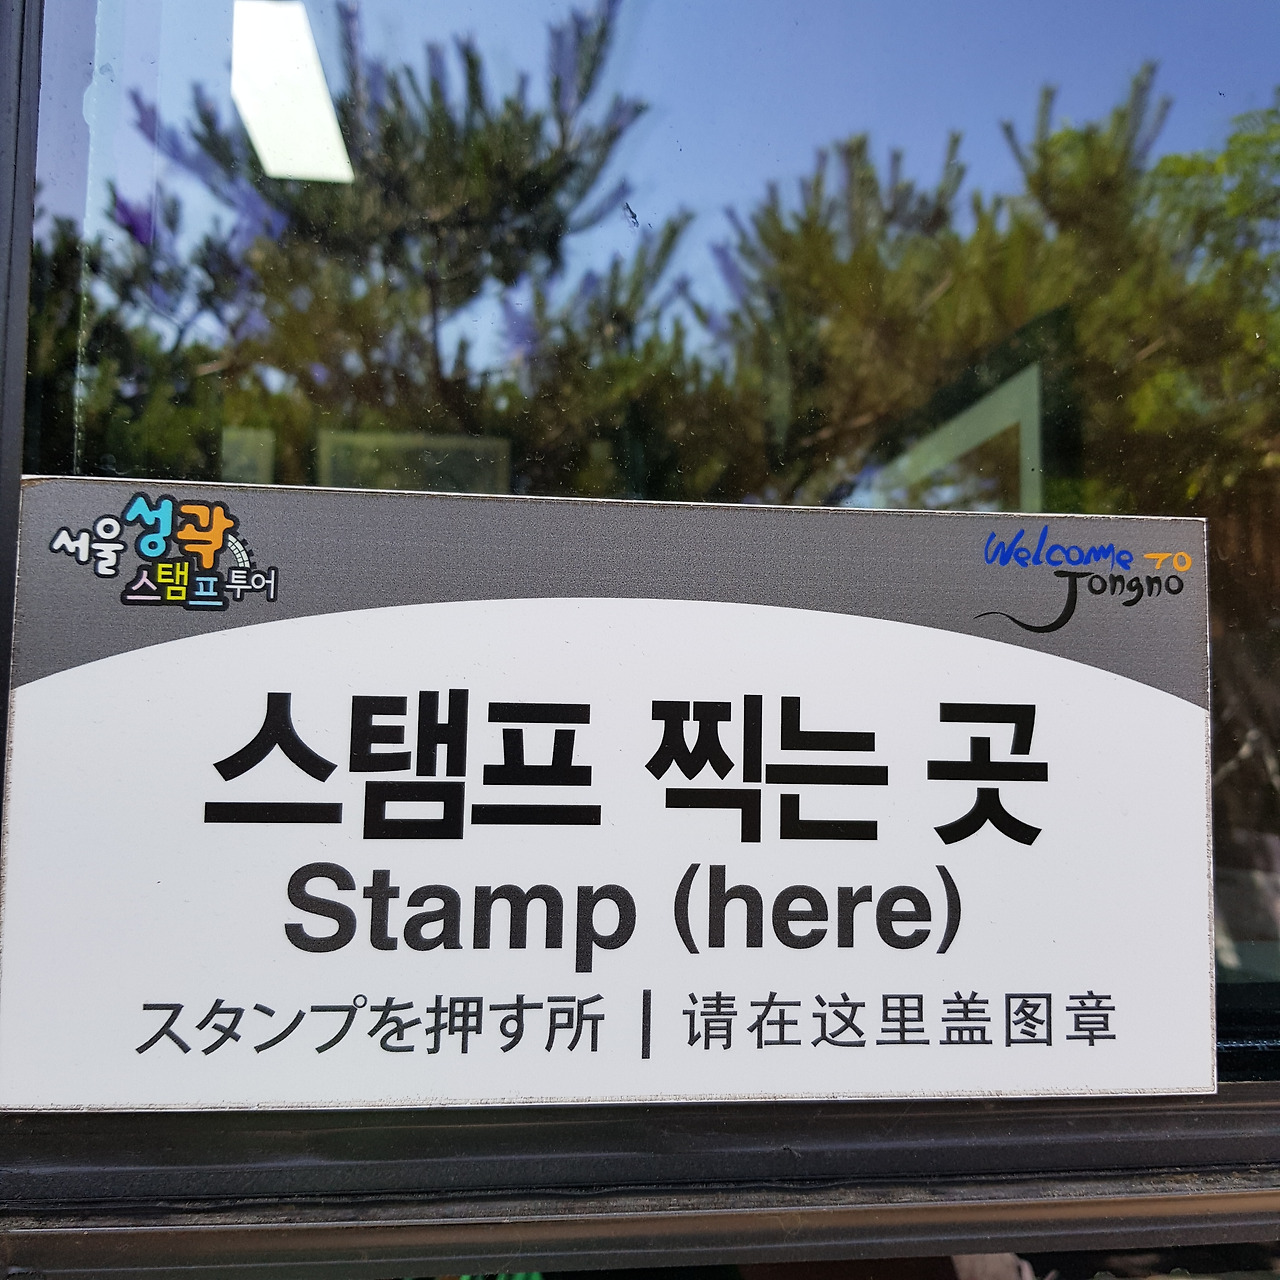 서울 성곽
스탬프투어
Welcome TO
Jongno
스탬프 찍는 곳
Stamp (here)
スタンプを押す所 | 请在这里盖图章